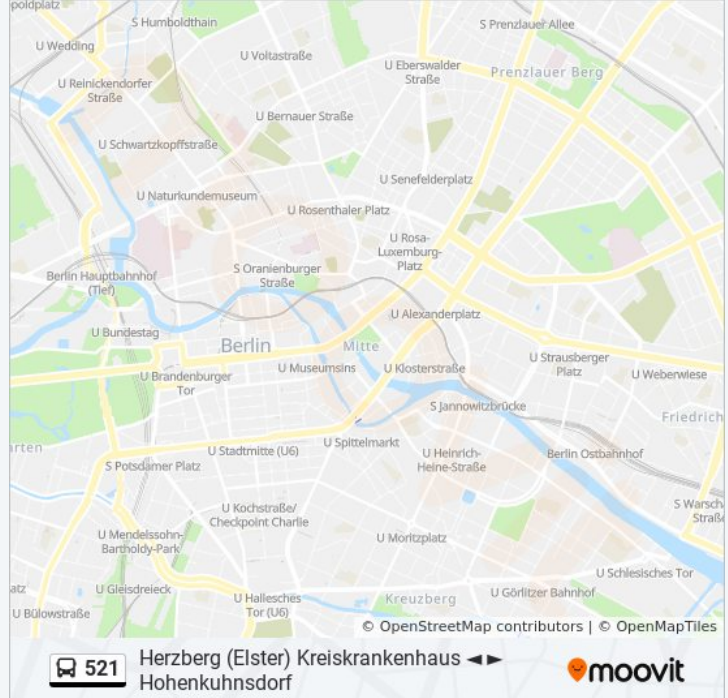 poldplatz
S Humboldthain
S Prenzlauer Allee
U Wedding
U Voltastraße
U Eberswalder
Straße
Prenzlauer Berg
U Reinickendorfer
Straße
U Bernauer Straße
U Schwartzkopffstraße
U Senefelderplatz
U Naturkundemuseum
U Rosenthaler Platz
U Rosa-
Luxemburg-
Platz
S Oranienburger
Straße
Berlin Hauptbahnhof
(Tief)
U Alexanderplatz
U Bundestag
Berlin
Mitte
U Strausberger
Platz
U Museumsins
U Klosterstraße
U Weberwiese
U Brandenburger
Tor
S Jannowitzbrücke
Friedrich
rten
U Stadtmitte (U6)
U Spittelmarkt
U Heinrich-
Heine-Straße
Berlin Ostbahnhof
S Potsdamer Platz
S Warsch
Straße
U Kochstraße/
Checkpoint Charlie
U Mendelssohn-
Bartholdy-Park
U Moritzplatz
U Schlesisches Tor
atz
U Gleisdreieck
U Hallesches
Tor (U6)
Kreuzberg
U Görlitzer Bahnhof
U Bülowstraße
© OpenStreetMap contributors | © OpenMapTiles
521
Herzberg (Elster) Kreiskrankenhaus ◄ ►
Hohenkuhnsdorf
moovit